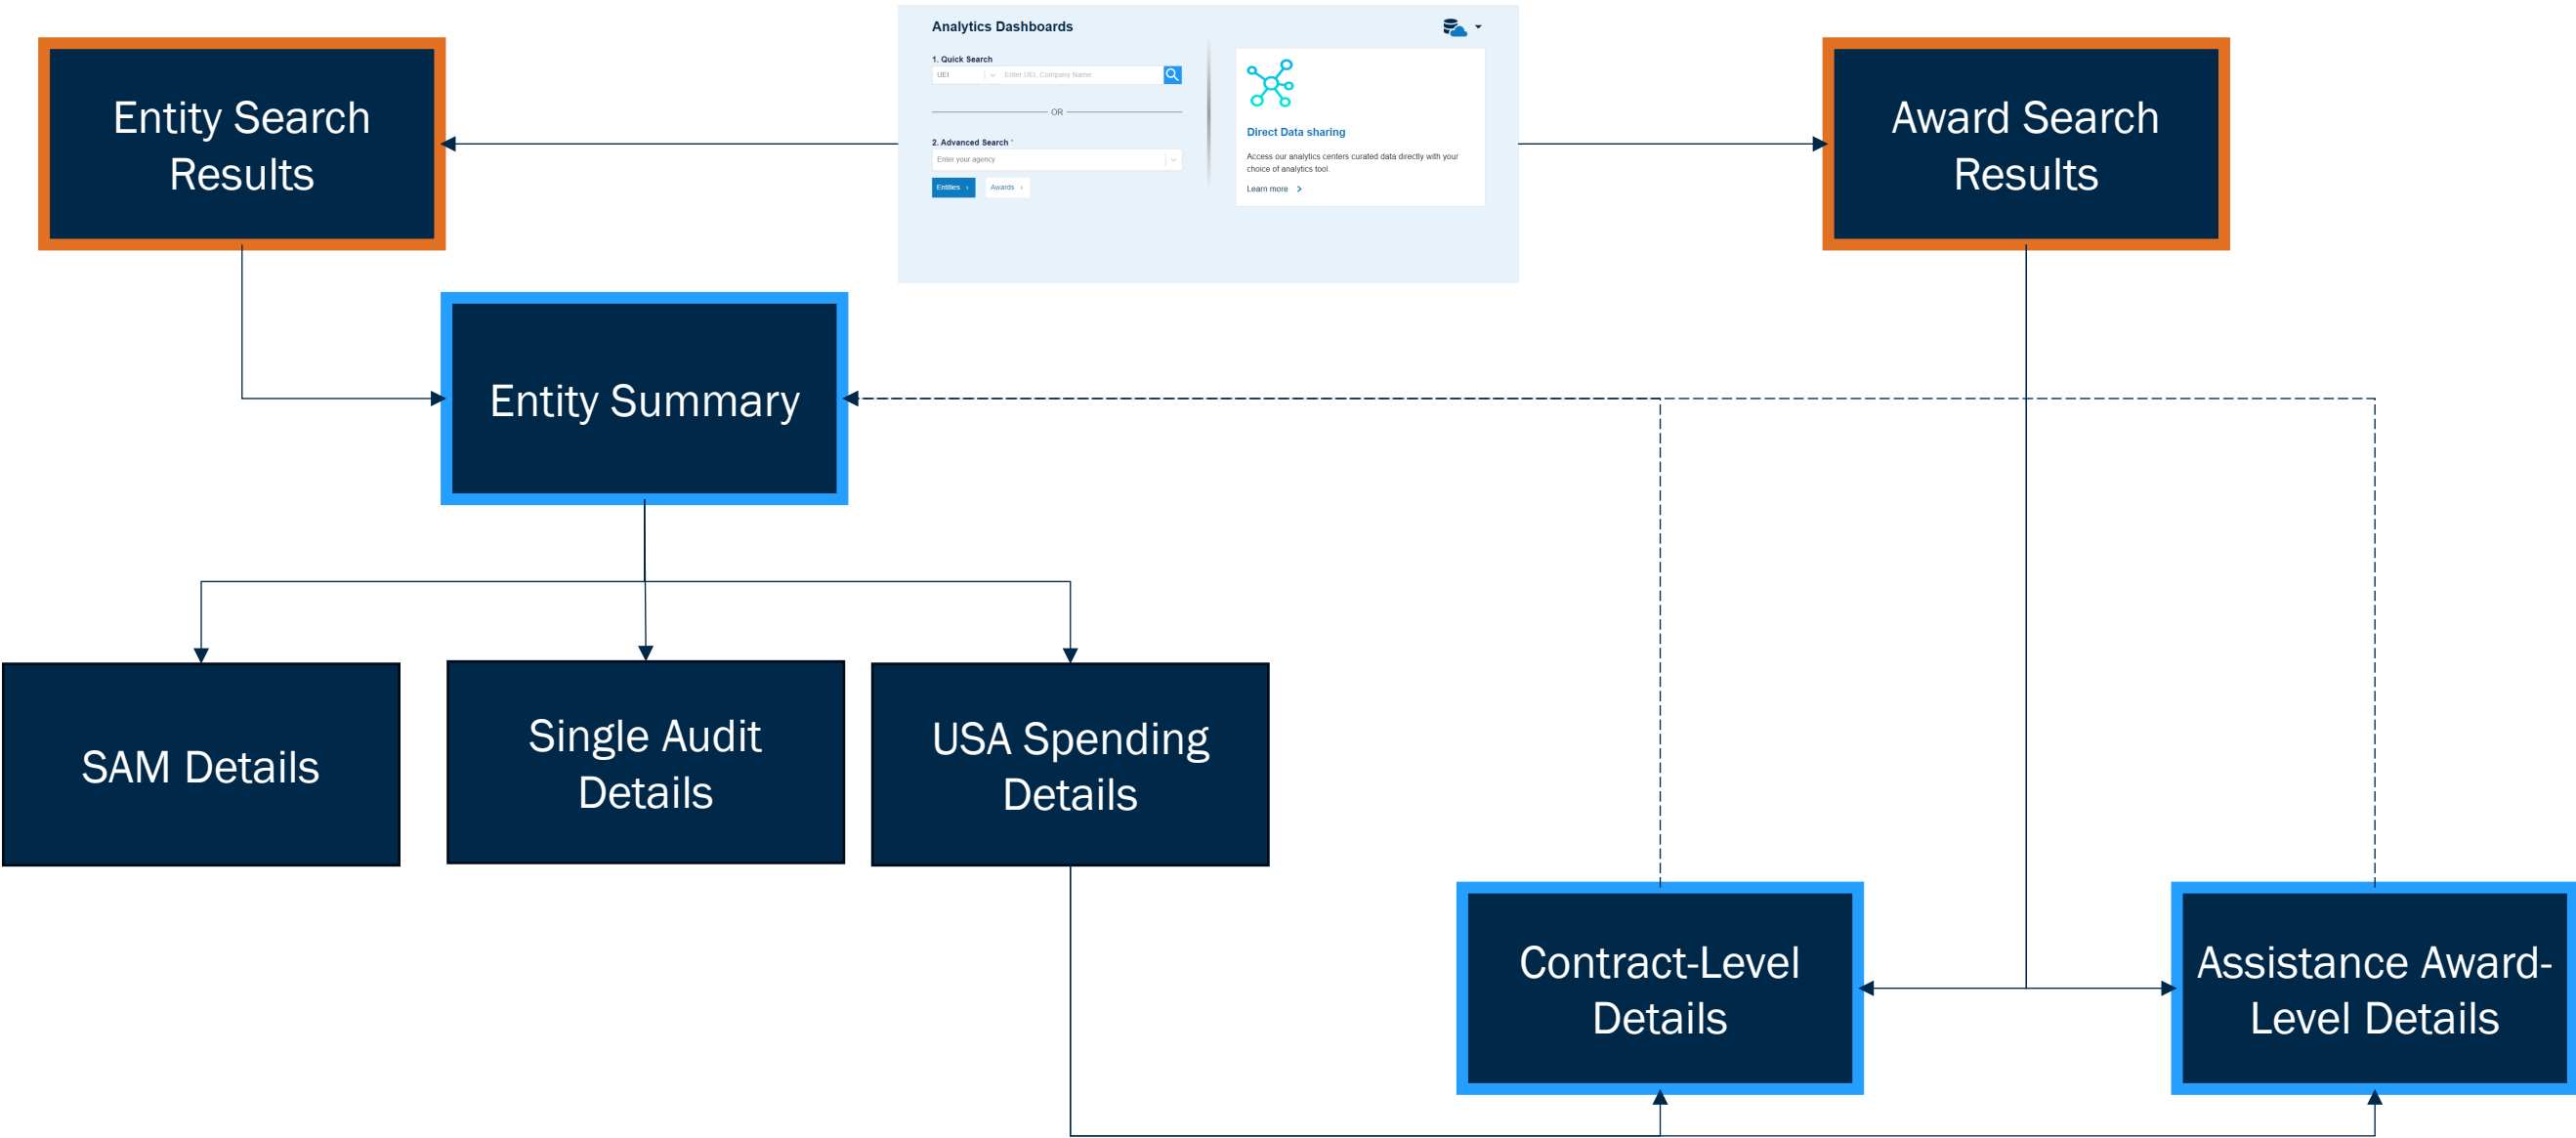 Analytics Dashboards
1. Quick Search
UEI
Enter UEI, Company Name
OR
2. Advanced Search *
Enter your agency
Entities ›
Awards ›
Direct Data sharing
Access our analytics centers curated data directly with your
choice of analytics tool.
Learn more
Entity Search
Results
Award Search
Results
Entity Summary
SAM Details
Single Audit
Details
USA Spending
Details
Contract-Level
Details
Assistance Award-
Level Details